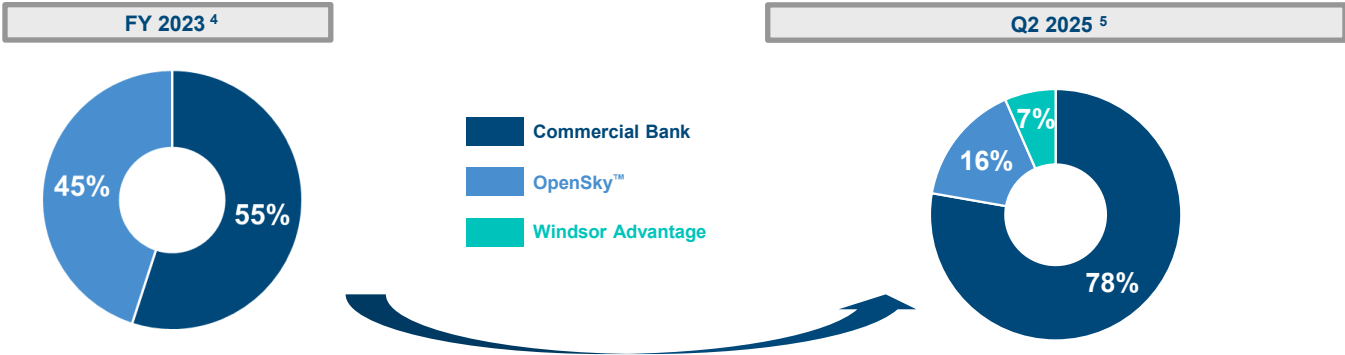 FY 2023 ⁴
Q2 2025 ⁵
45%
55%
Commercial Bank
OpenSky™
Windsor Advantage
7%
16%
78%